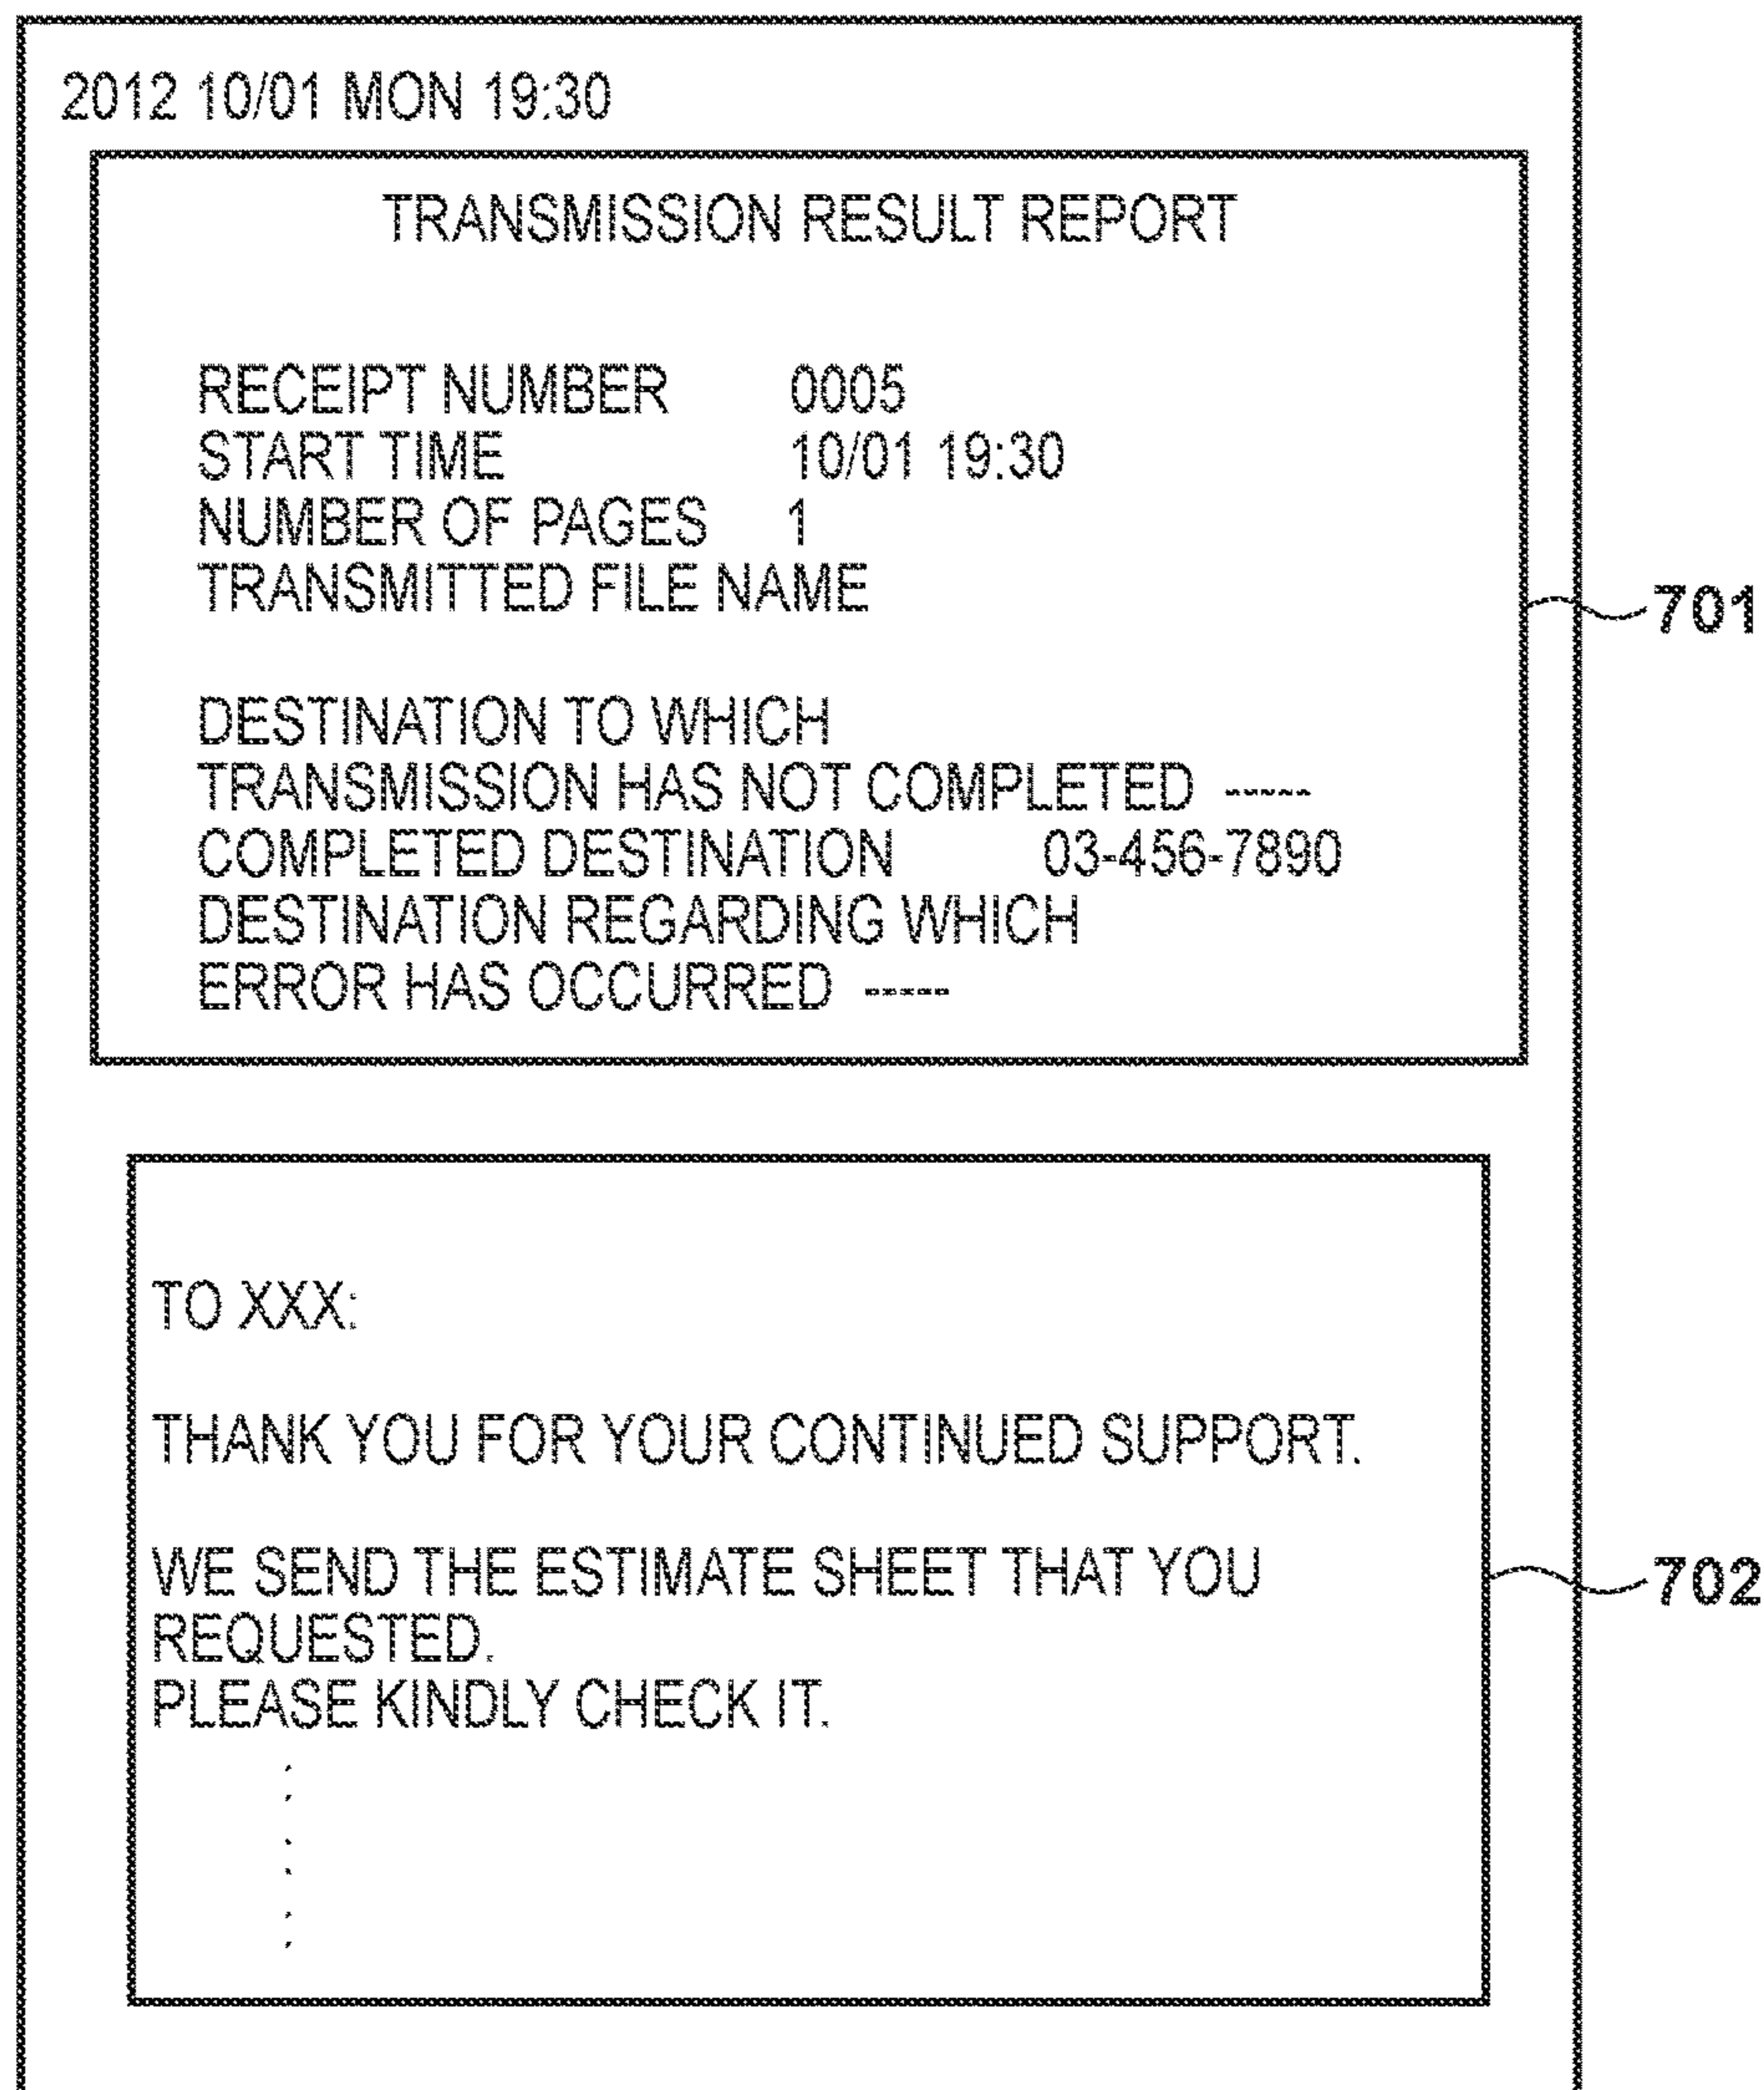 2012 10/01 MON 19:30
TRANSMISSION RESULT REPORT
RECEIPT NUMBER 0005
START TIME 10/01 19:30
NUMBER OF PAGES 1
TRANSMITTED FILE NAME
701
DESTINATION TO WHICH
TRANSMISSION HAS NOT COMPLETED -----
COMPLETED DESTINATION 03-456-7890
DESTINATION REGARDING WHICH
ERROR HAS OCCURRED -----
TO XXX:
THANK YOU FOR YOUR CONTINUED SUPPORT.
WE SEND THE ESTIMATE SHEET THAT YOU
702
REQUESTED.
PLEASE KINDLY CHECK IT.